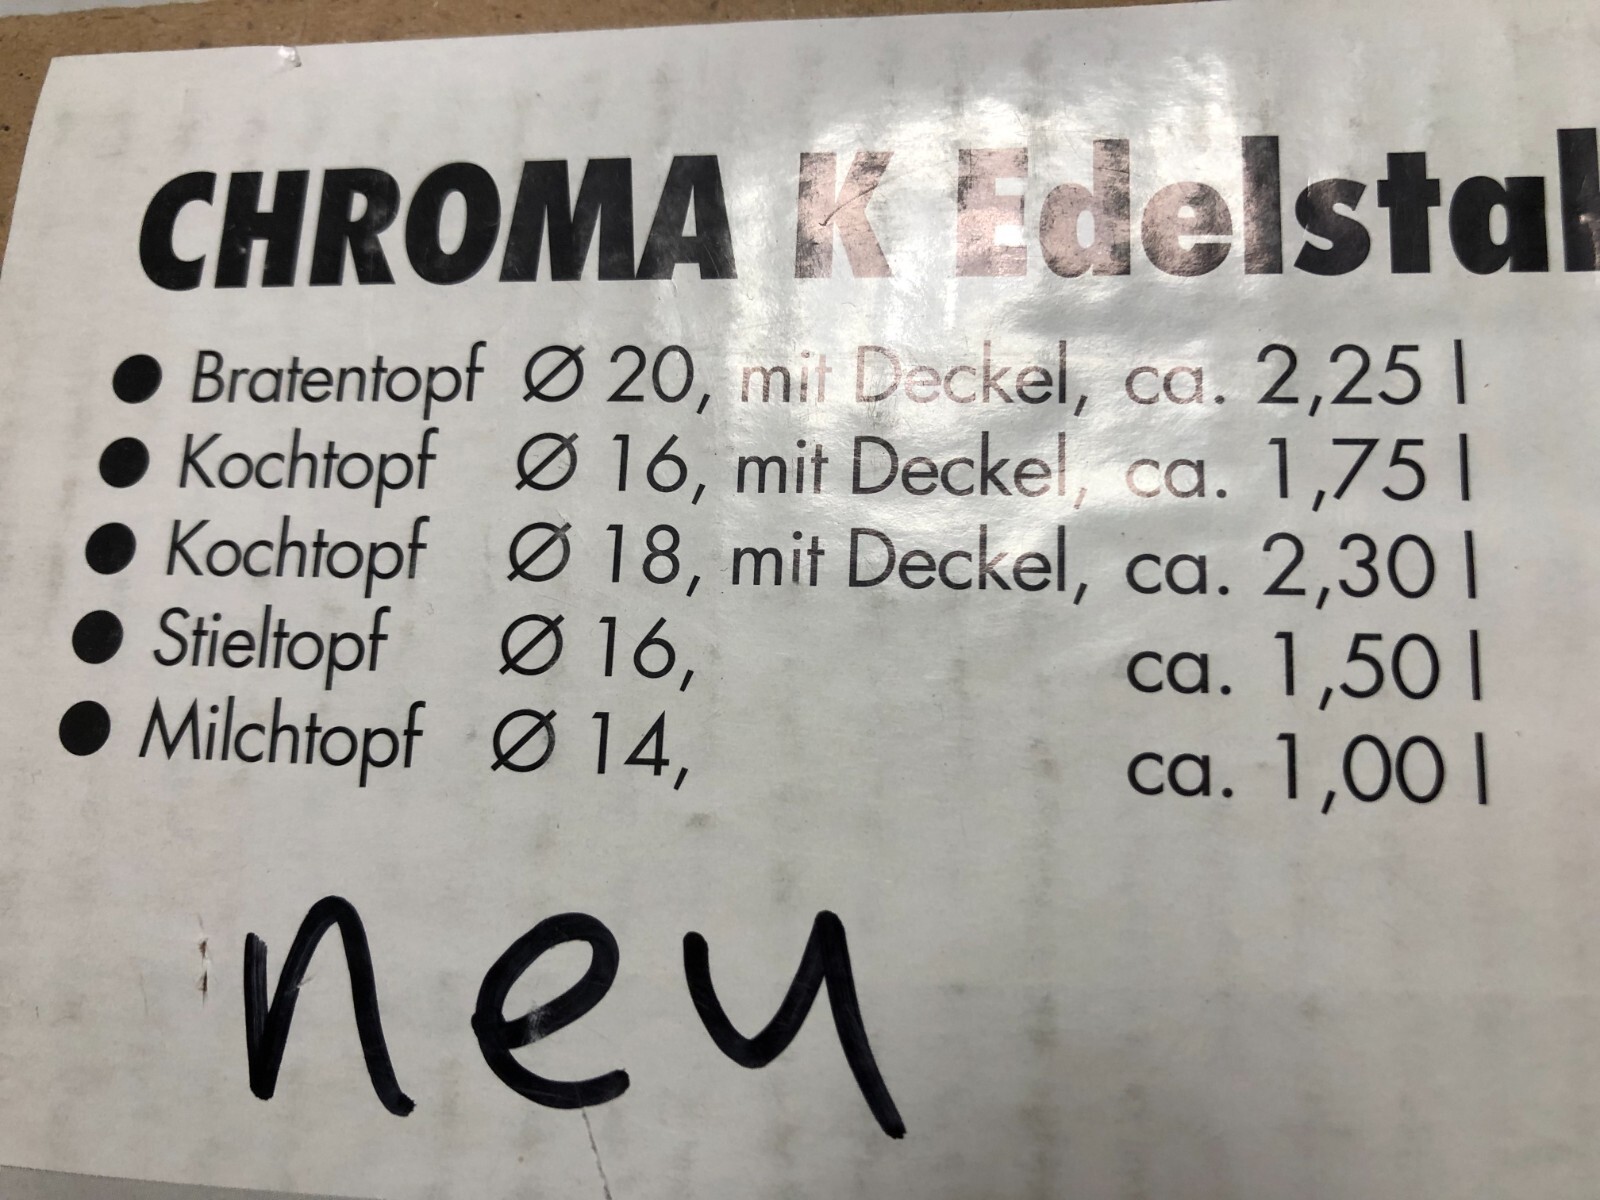 CHROMA K Edelstal
● Bratentopf Ø 20, mit Deckel, ca. 2,25 l
● Kochtopf Ø 16, mit Deckel, ca. 1,75 l
● Kochtopf Ø 18, mit Deckel, ca. 2,30 l
● Stieltopf Ø 16, ca. 1,50 l
● Milchtopf Ø 14, ca. 1,00 l
neu